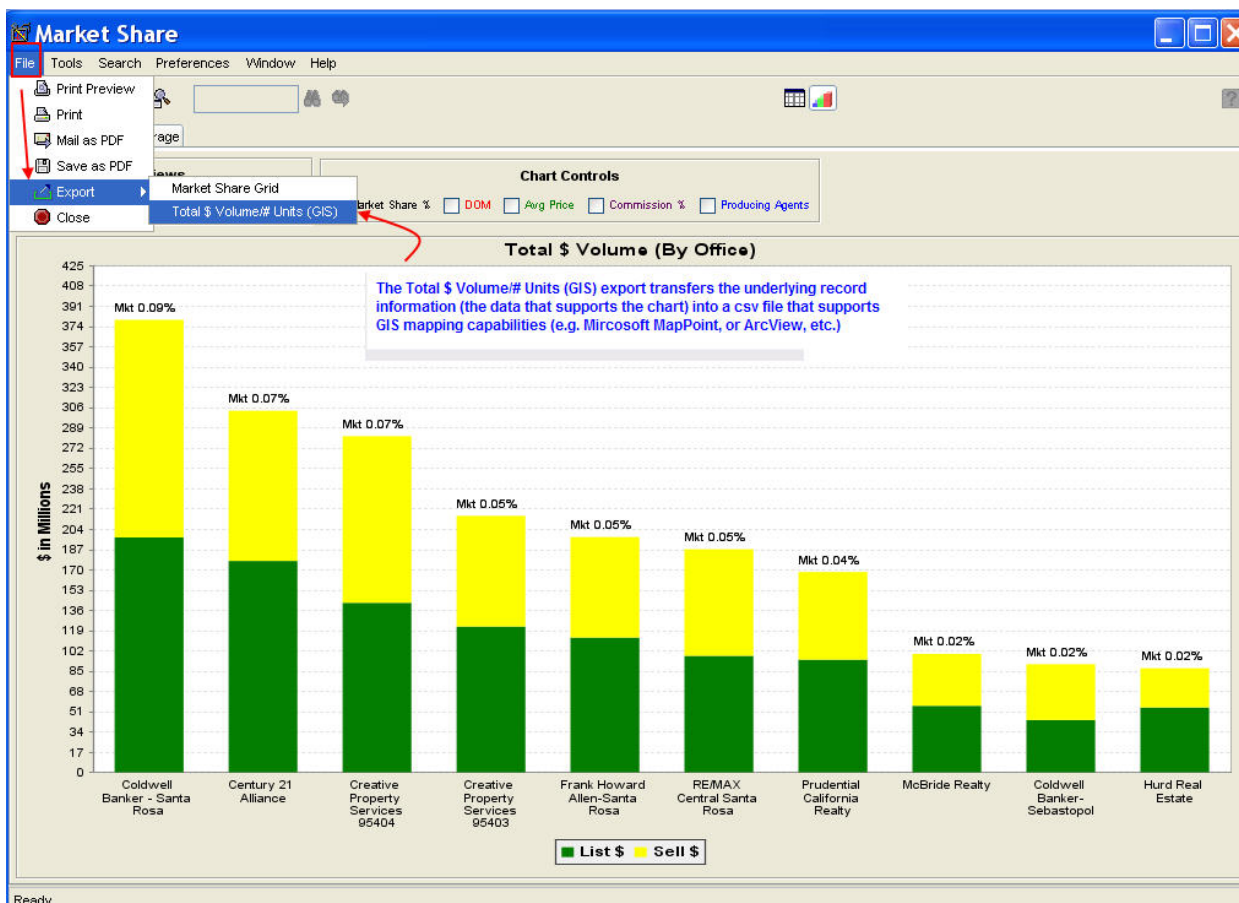 Market Share
File Tools Search Preferences Window Help
Print Preview
Print
Mail as PDF
Save as PDF
Export
Close
rage
iews
Market Share Grid
Total $ Volume/# Units (GIS)
Chart Controls
Market Share % DOM Avg Price Commission % Producing Agents
Total $ Volume (By Office)
The Total $ Volume/# Units (GIS) export transfers the underlying record
information (the data that supports the chart) into a csv file that supports
GIS mapping capabilities (e.g. Mircosoft MapPoint, or ArcView, etc.)
$ in Millions
425
408
391
374
357
340
323
306
289
272
255
238
221
204
187
170
153
136
119
102
85
68
51
34
17
0
Mkt 0.09%
Mkt 0.07%
Mkt 0.07%
Mkt 0.05%
Mkt 0.05%
Mkt 0.05%
Mkt 0.04%
Mkt 0.02%
Mkt 0.02%
Mkt 0.02%
Coldwell
Banker - Santa
Rosa
Century 21
Alliance
Creative
Property
Services
95404
Creative
Property
Services
95403
Frank Howard
Allen-Santa
Rosa
RE/MAX
Central Santa
Rosa
Prudential
California
Realty
McBride Realty
Coldwell
Banker-
Sebastopol
Hurd Real
Estate
List $ Sell $
Ready